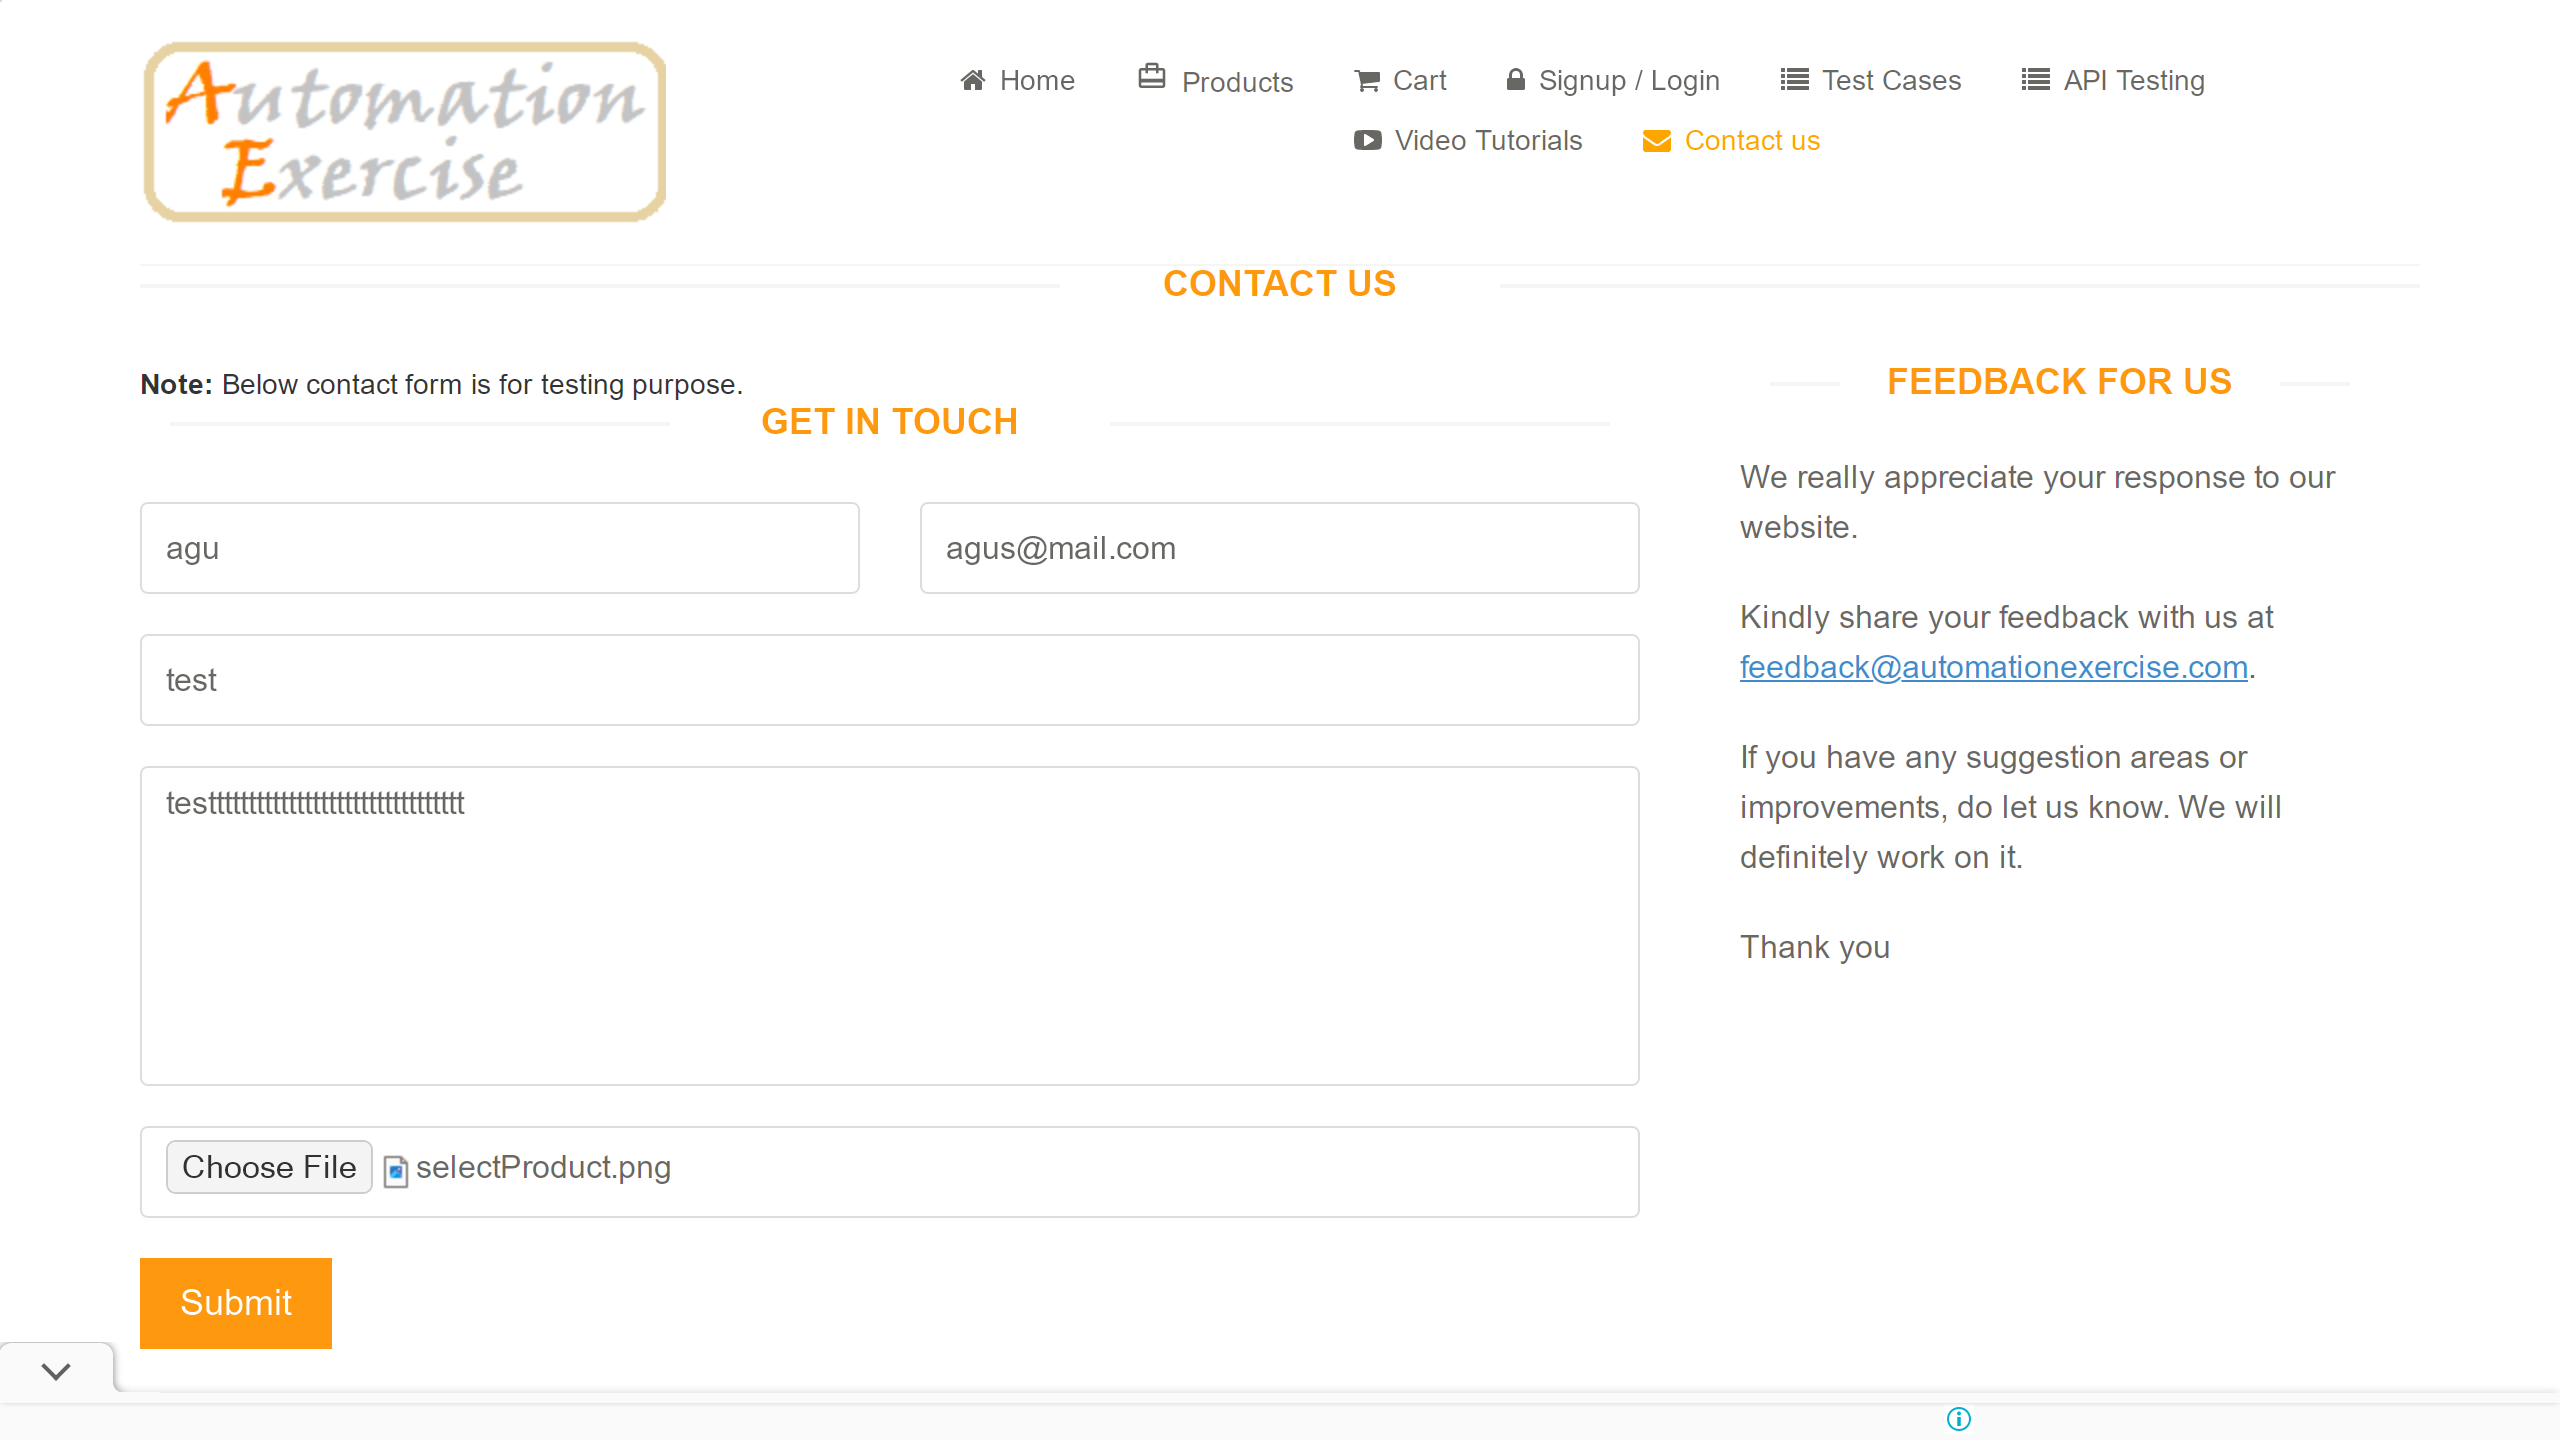 Automation
Exercise
Home Products Cart Signup / Login Test Cases API Testing
Video Tutorials Contact us
CONTACT US
Note: Below contact form is for testing purpose.
GET IN TOUCH
agu agus@mail.com
test
testttttttttttttttttttttttttttttttt
Choose File selectProduct.png
Submit
FEEDBACK FOR US
We really appreciate your response to our
website.
Kindly share your feedback with us at
feedback@automationexercise.com.
If you have any suggestion areas or
improvements, do let us know. We will
definitely work on it.
Thank you